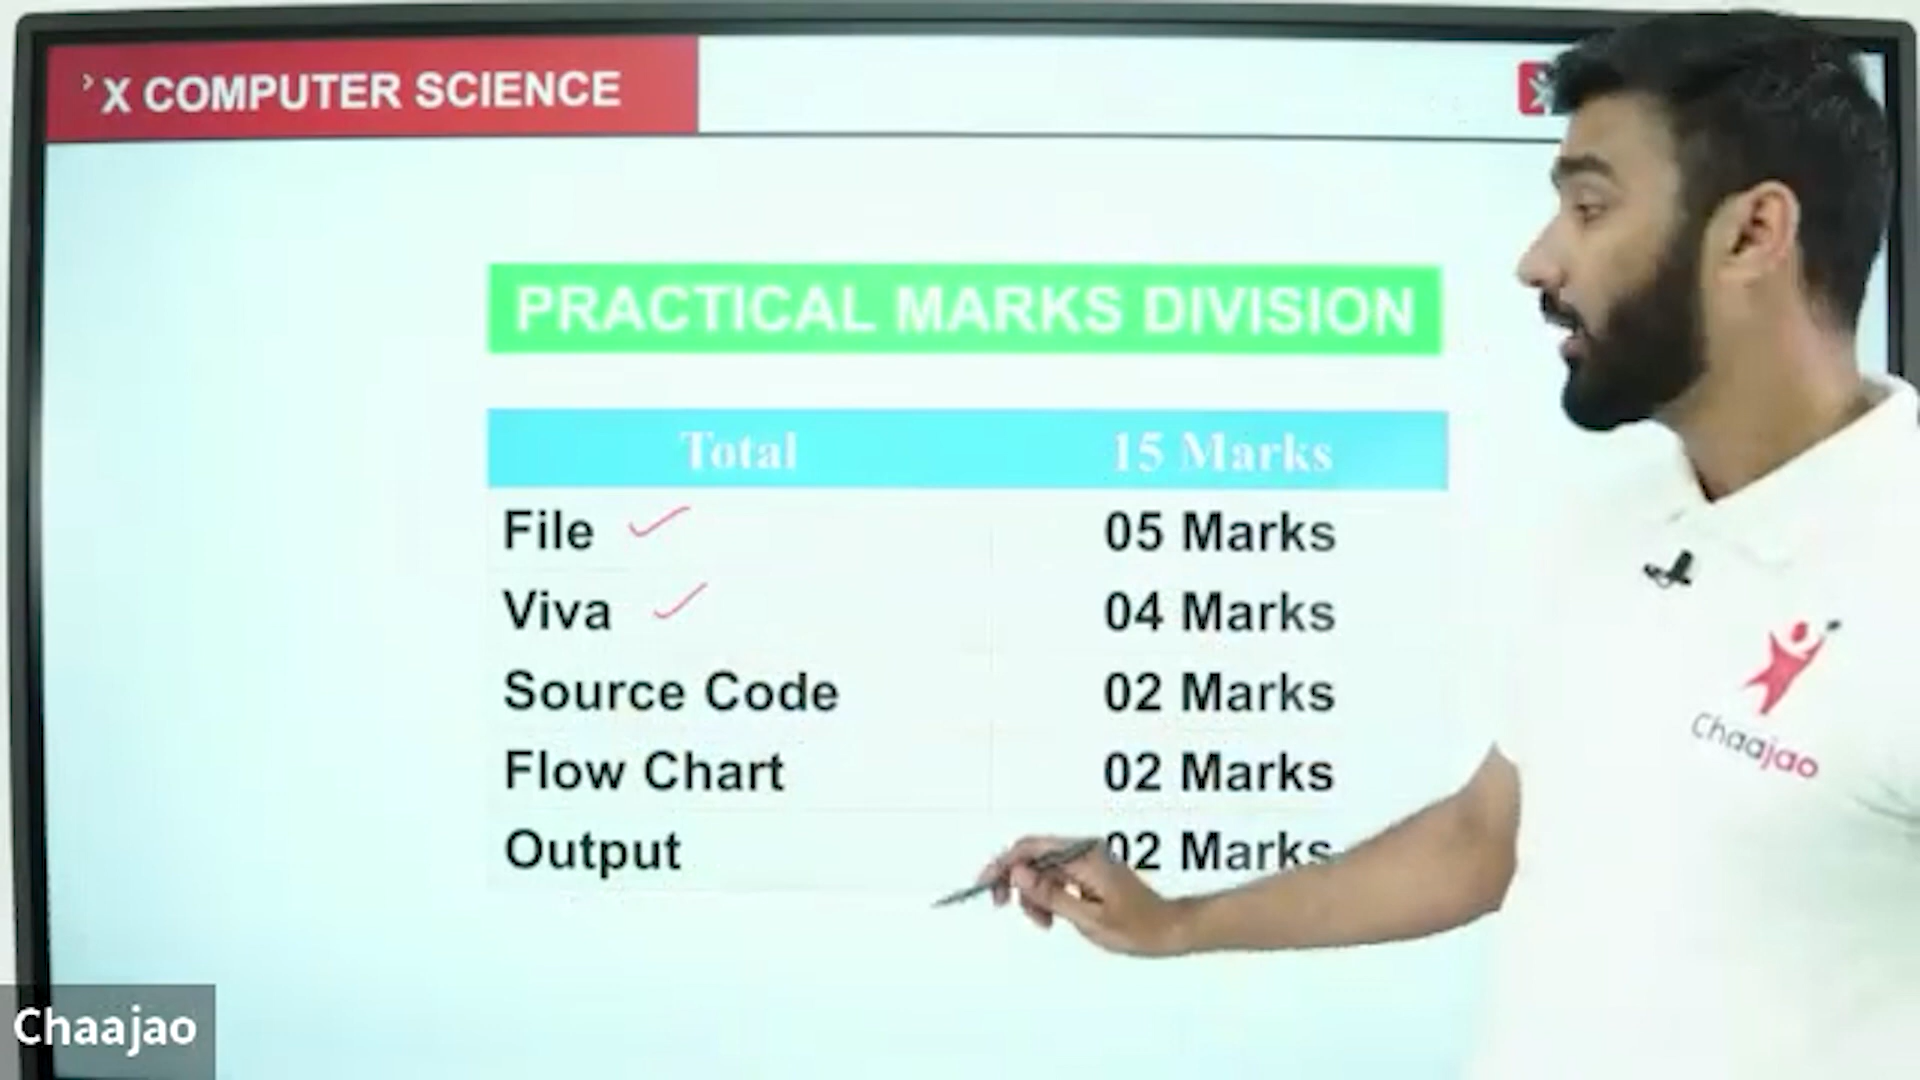 X COMPUTER SCIENCE
PRACTICAL MARKS DIVISION
Total 15 Marks
File 05 Marks
Viva 04 Marks
Source Code 02 Marks
Flow Chart 02 Marks
Output 02 Marks
Chaajao
Chaajao